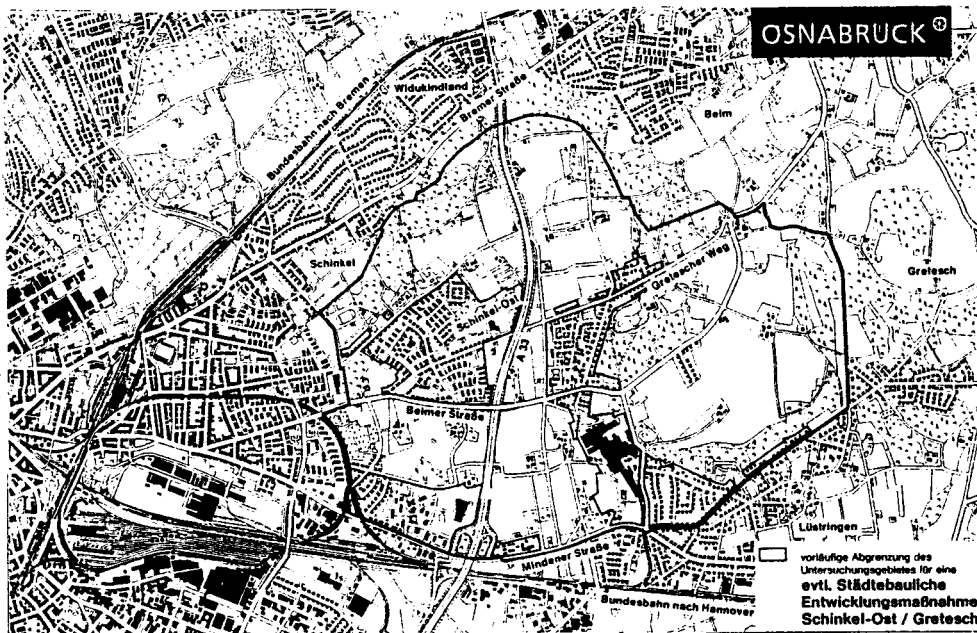 OSNABRÜCK
Widukindland
Bremer Straße
Bundesbahn nach Bremen
Belm
Schinkel
Gretesch
Gretescher Weg
Schinkel-Ost
A 33
Belmer Straße
Lüstringen
Mindener Straße
Bundesbahn nach Hannover
vorläufige Abgrenzung des
Untersuchungsgebietes für eine
evtl. Städtebauliche
Entwicklungsmaßnahme
Schinkel-Ost / Gretesch